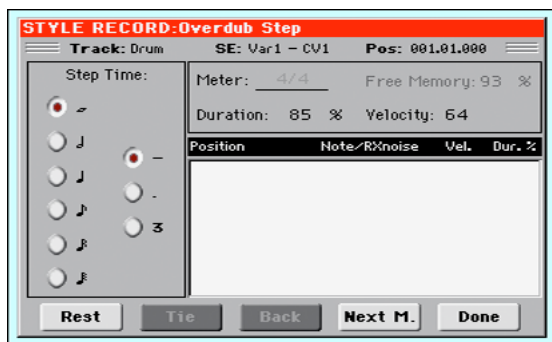 STYLE RECORD:Overdub Step
Track: Drum SE: Var1 - CV1 Pos: 001.01.000
Step Time:
Meter: 4/4 Free Memory: 93 %
Duration: 85 % Velocity: 64
Position Note/RXnoise Vel. Dur.%
-
.
3
Rest Tie Back Next M. Done